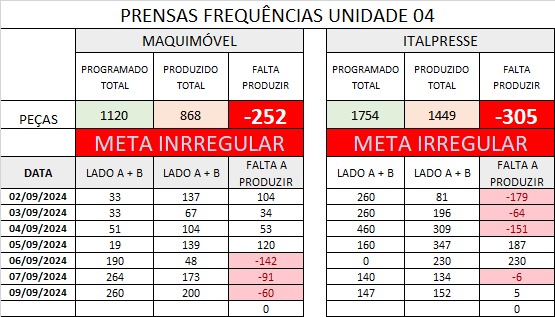 PRENSAS FREQUÊNCIAS UNIDADE 04
MAQUIMÓVEL ITALPRESSE
PROGRAMADO TOTAL PRODUZIDO TOTAL FALTA PRODUZIR PROGRAMADO TOTAL PRODUZIDO TOTAL FALTA PRODUZIR
PEÇAS 1120 868 -252 1754 1449 -305
META INRREGULAR META IRREGULAR
DATA LADO A + B LADO A + B FALTA A PRODUZIR LADO A + B LADO A + B FALTA A PRODUZIR
02/09/2024 33 137 104 260 81 -179
03/09/2024 33 67 34 260 196 -64
04/09/2024 51 104 53 460 309 -151
05/09/2024 19 139 120 160 347 187
06/09/2024 190 48 -142 0 230 230
07/09/2024 264 173 -91 140 134 -6
09/09/2024 260 200 -60 147 152 5
0 0